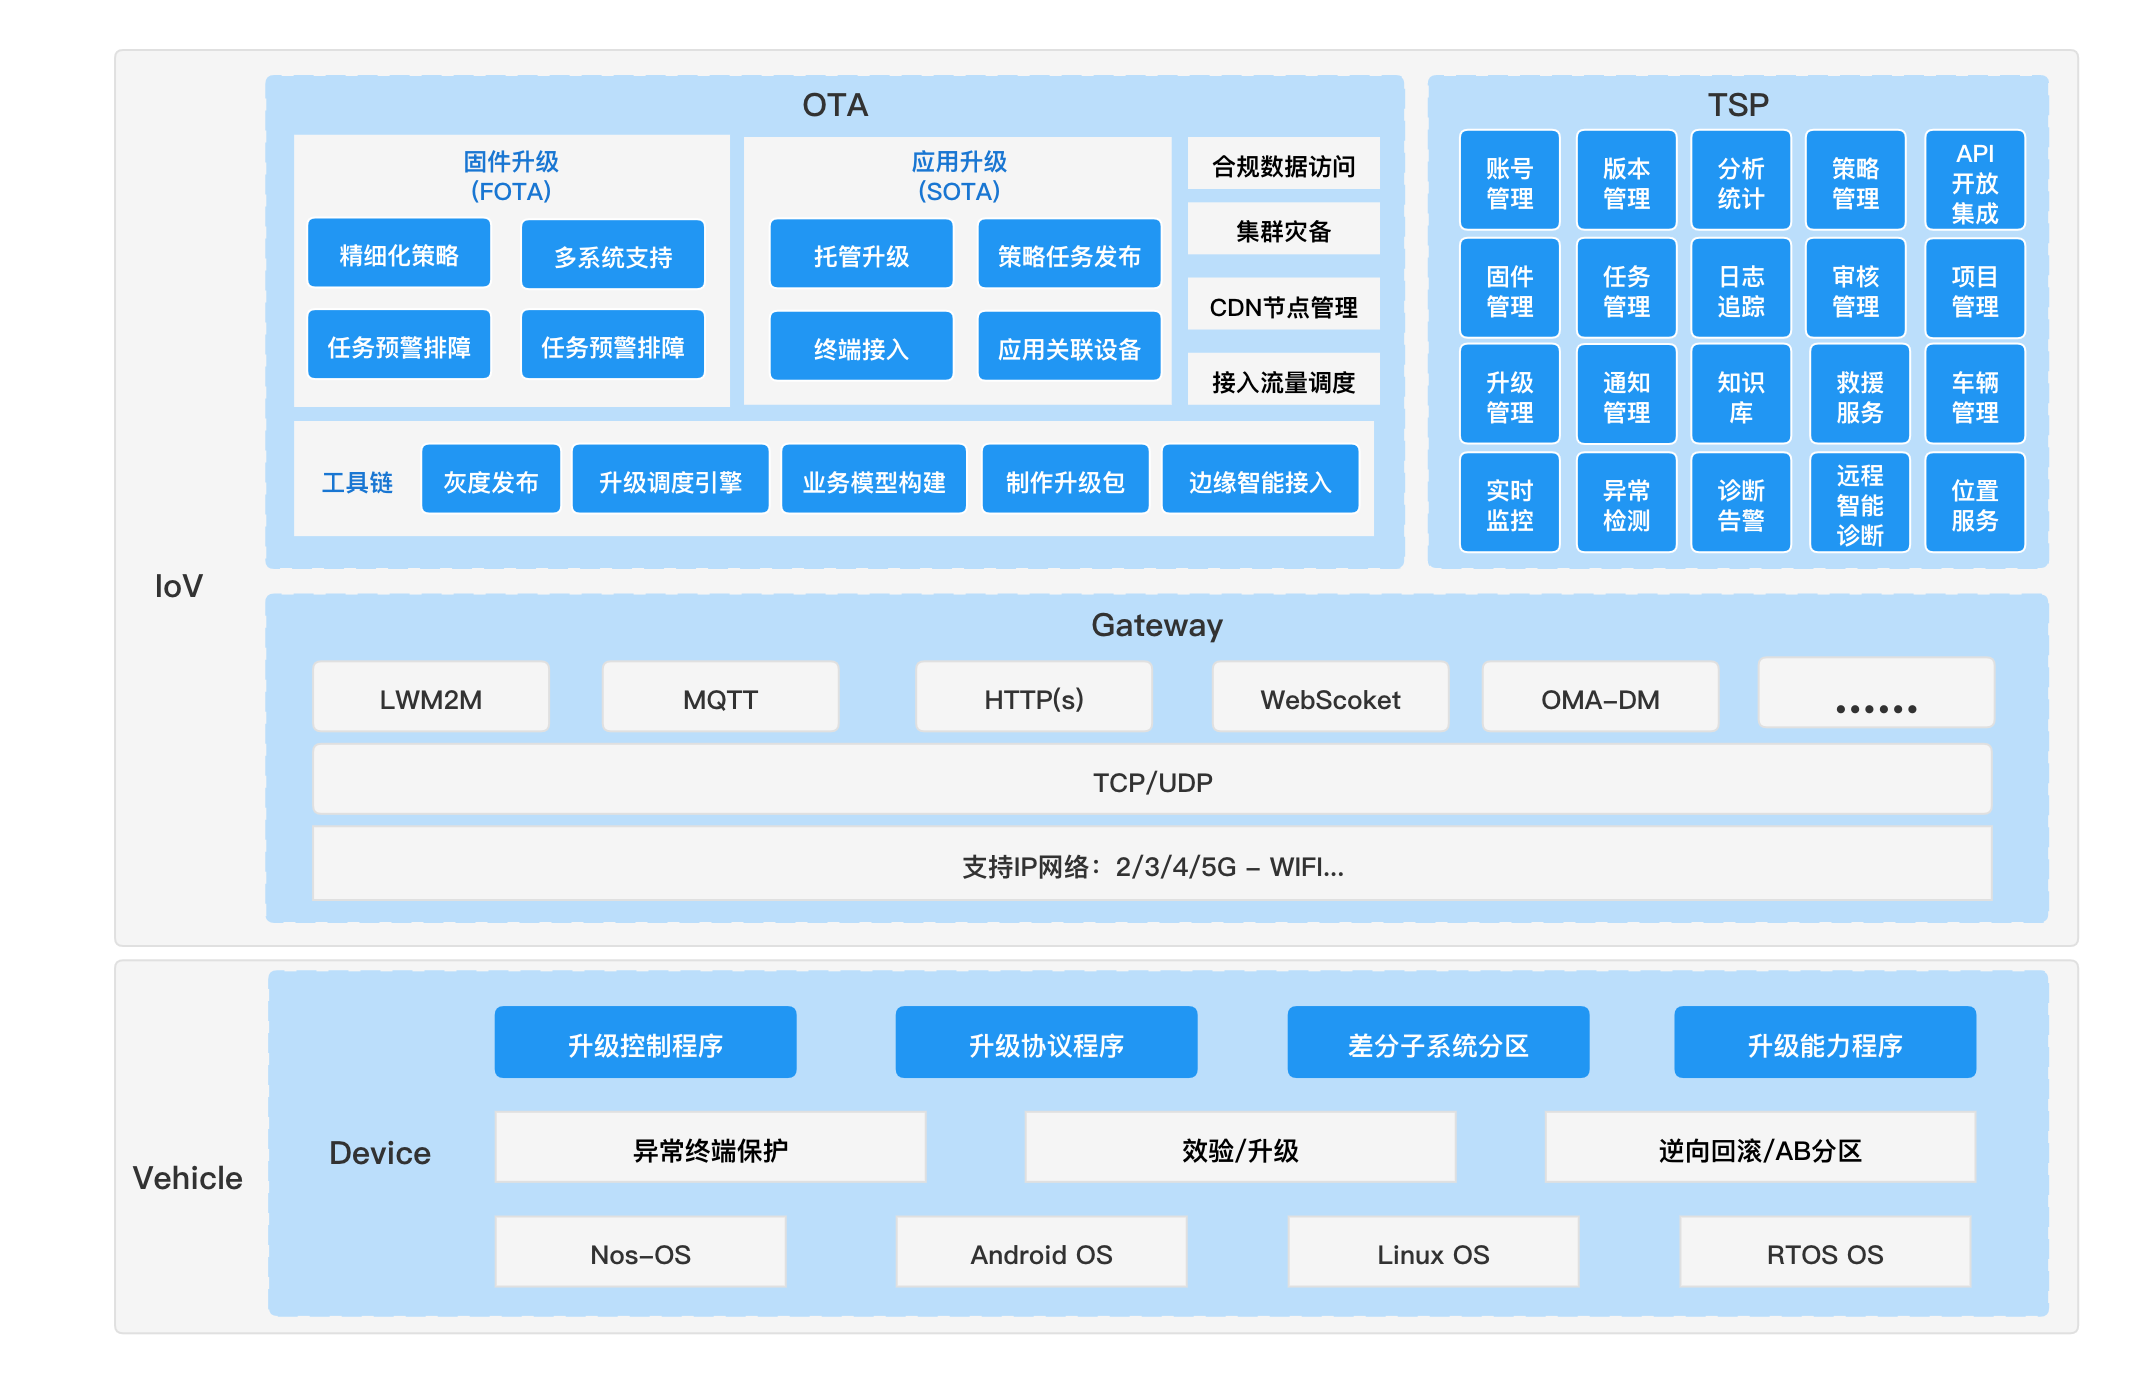 IoV
OTA
固件升级
(FOTA)
精细化策略
多系统支持
任务预警排障
任务预警排障
应用升级
(SOTA)
托管升级
策略任务发布
终端接入
应用关联设备
合规数据访问
集群灾备
CDN节点管理
接入流量调度
工具链
灰度发布
升级调度引擎
业务模型构建
制作升级包
边缘智能接入
TSP
账号
管理
版本
管理
分析
统计
策略
管理
API
开放
集成
固件
管理
任务
管理
日志
追踪
审核
管理
项目
管理
升级
管理
通知
管理
知识
库
救援
服务
车辆
管理
实时
监控
异常
检测
诊断
告警
远程
智能
诊断
位置
服务
Gateway
LWM2M
MQTT
HTTP(s)
WebScoket
OMA-DM
······
TCP/UDP
支持IP网络：2/3/4/5G - WIFI...
Vehicle
Device
升级控制程序
升级协议程序
差分子系统分区
升级能力程序
异常终端保护
效验/升级
逆向回滚/AB分区
Nos-OS
Android OS
Linux OS
RTOS OS